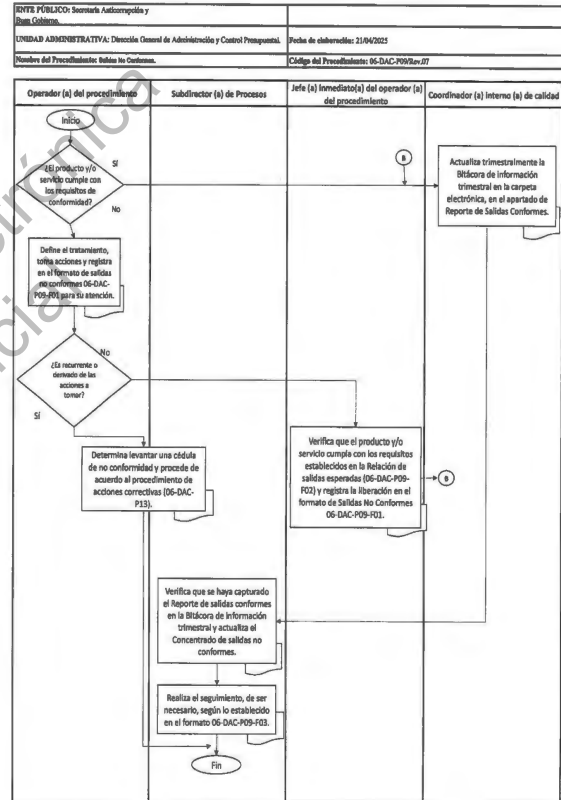 ENTE PÚBLICO: Secretaría Anticorrupción y
Buen Gobierno.
UNIDAD ADMINISTRATIVA: Dirección General de Administración y Control Presupuestal.
Fecha de elaboración: 21/04/2025
Nombre del Procedimiento: Salidas No Conformes.
Código del Procedimiento: 06-DAC-P09/Rev.07
Operador (a) del procedimiento
Subdirector (a) de Procesos
Jefe (a) inmediato(a) del operador (a)
del procedimiento
Coordinador (a) interno (a) de calidad
Inicio
¿El producto y/o
servicio cumple con
los requisitos de
conformidad?
Sí
No
B
Actualiza trimestralmente la
Bitácora de información
trimestral en la carpeta
electrónica, en el apartado de
Reporte de Salidas Conformes.
Define el tratamiento,
toma acciones y registra
en el formato de salidas
no conformes 06-DAC-
P09-F01 para su atención.
¿Es recurrente o
derivado de las
acciones a
tomar?
No
Sí
Determina levantar una cédula
de no conformidad y procede de
acuerdo al procedimiento de
acciones correctivas (06-DAC-
P13).
Verifica que el producto y/o
servicio cumpla con los requisitos
establecidos en la Relación de
salidas esperadas (06-DAC-P09-
F02) y registra la liberación en el
formato de Salidas No Conformes
06-DAC-P09-F01.
B
Verifica que se haya capturado
el Reporte de salidas conformes
en la Bitácora de información
trimestral y actualiza el
Concentrado de salidas no
conformes.
Realiza el seguimiento, de ser
necesario, según lo establecido
en el formato 06-DAC-P09-F03.
Fin